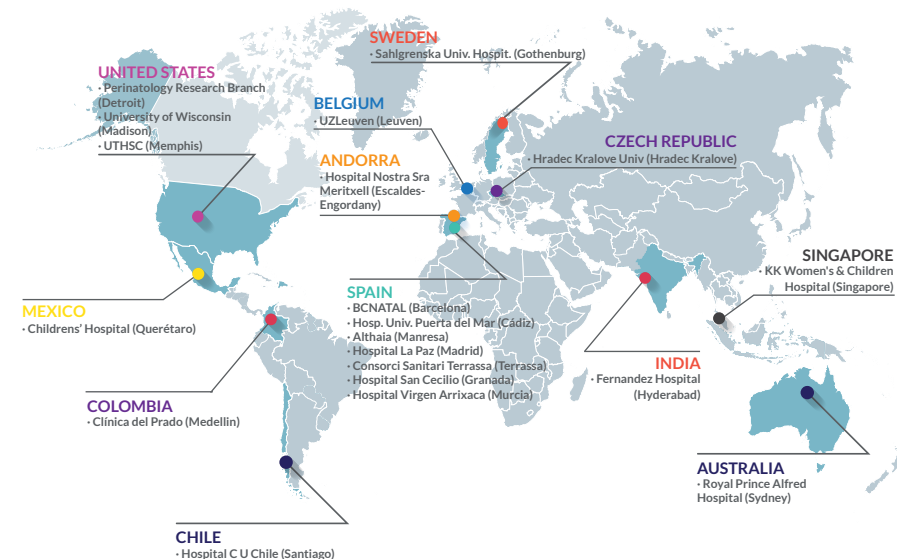 SWEDEN
· Sahlgrenska Univ. Hospit. (Gothenburg)
UNITED STATES
· Perinatology Research Branch
(Detroit)
· University of Wisconsin
(Madison)
· UTHSC (Memphis)
BELGIUM
· UZLeuven (Leuven)
CZECH REPUBLIC
· Hradec Kralove Univ (Hradec Kralove)
ANDORRA
· Hospital Nostra Sra
Meritxell (Escaldes-
Engordany)
SINGAPORE
· KK Women's & Children
Hospital (Singapore)
MEXICO
· Childrens' Hospital (Querétaro)
SPAIN
· BCNATAL (Barcelona)
· Hosp. Univ. Puerta del Mar (Cádiz)
· Althaia (Manresa)
· Hospital La Paz (Madrid)
· Consorci Sanitari Terrassa (Terrassa)
· Hospital San Cecilio (Granada)
· Hospital Virgen Arrixaca (Murcia)
INDIA
· Fernandez Hospital
(Hyderabad)
COLOMBIA
· Clínica del Prado (Medellin)
AUSTRALIA
· Royal Prince Alfred
Hospital (Sydney)
CHILE
· Hospital C U Chile (Santiago)